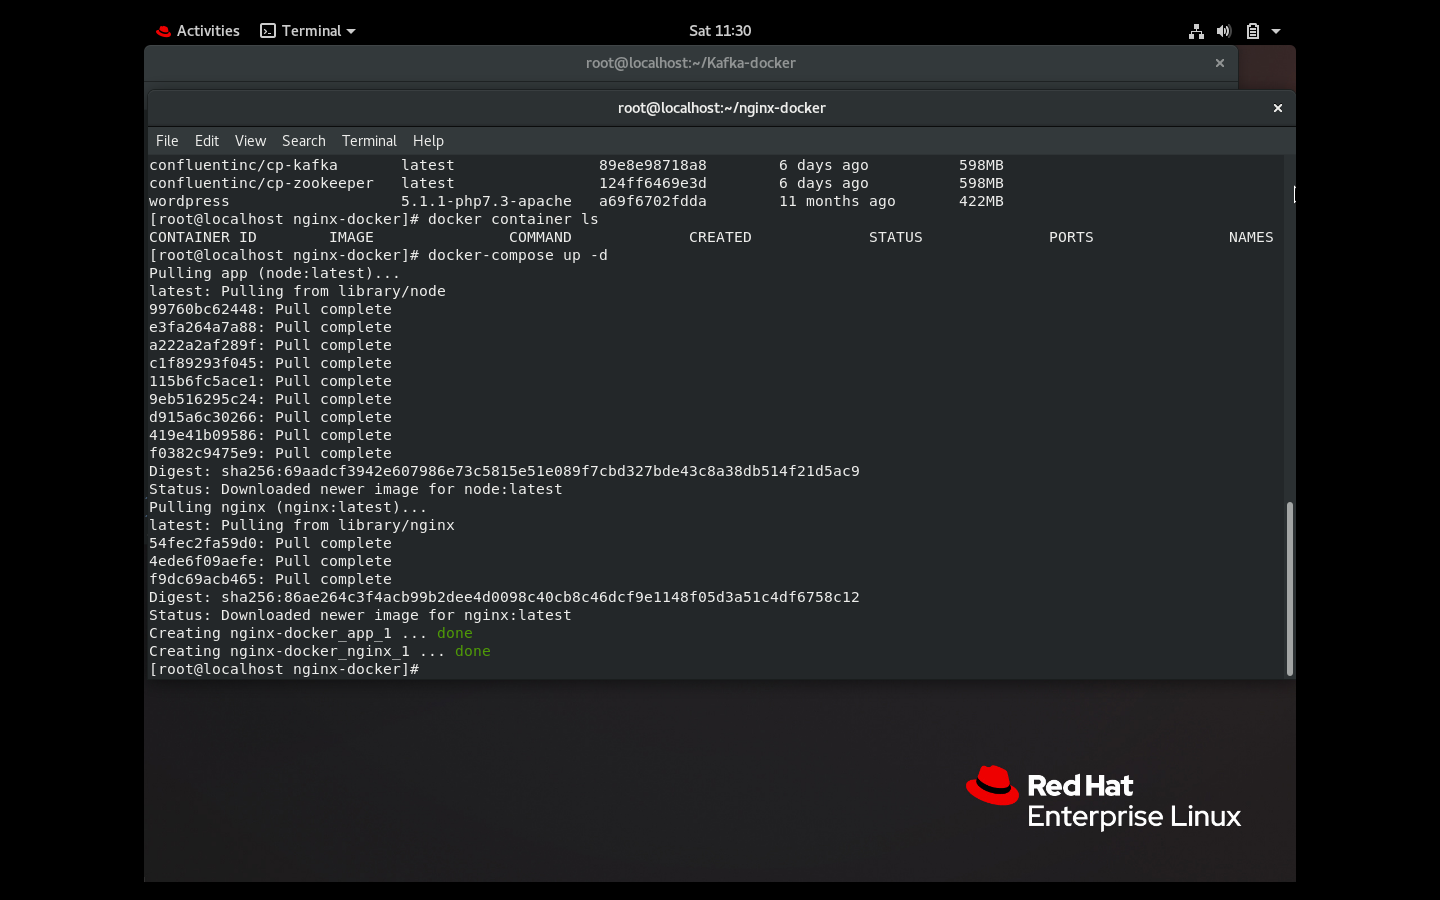 Activities Terminal Sat 11:30
root@localhost:~/Kafka-docker
root@localhost:~/nginx-docker
File Edit View Search Terminal Help
confluentinc/cp-kafka latest 89e8e98718a8 6 days ago 598MB
confluentinc/cp-zookeeper latest 124ff6469e3d 6 days ago 598MB
wordpress 5.1.1-php7.3-apache a69f6702fdda 11 months ago 422MB
[root@localhost nginx-docker]# docker container ls
CONTAINER ID IMAGE COMMAND CREATED STATUS PORTS NAMES
[root@localhost nginx-docker]# docker-compose up -d
Pulling app (node:latest)...
latest: Pulling from library/node
99760bc62448: Pull complete
e3fa264a7a88: Pull complete
a222a2af289f: Pull complete
c1f89293f045: Pull complete
115b6fc5ace1: Pull complete
9eb516295c24: Pull complete
d915a6c30266: Pull complete
419e41b09586: Pull complete
f0382c9475e9: Pull complete
Digest: sha256:69aadcf3942e607986e73c5815e51e089f7cbd327bde43c8a38db514f21d5ac9
Status: Downloaded newer image for node:latest
Pulling nginx (nginx:latest)...
latest: Pulling from library/nginx
54fec2fa59d0: Pull complete
4ede6f09aefe: Pull complete
f9dc69acb465: Pull complete
Digest: sha256:86ae264c3f4acb99b2dee4d0098c40cb8c46dcf9e1148f05d3a51c4df6758c12
Status: Downloaded newer image for nginx:latest
Creating nginx-docker_app_1 ... done
Creating nginx-docker_nginx_1 ... done
[root@localhost nginx-docker]#
Red Hat
Enterprise Linux